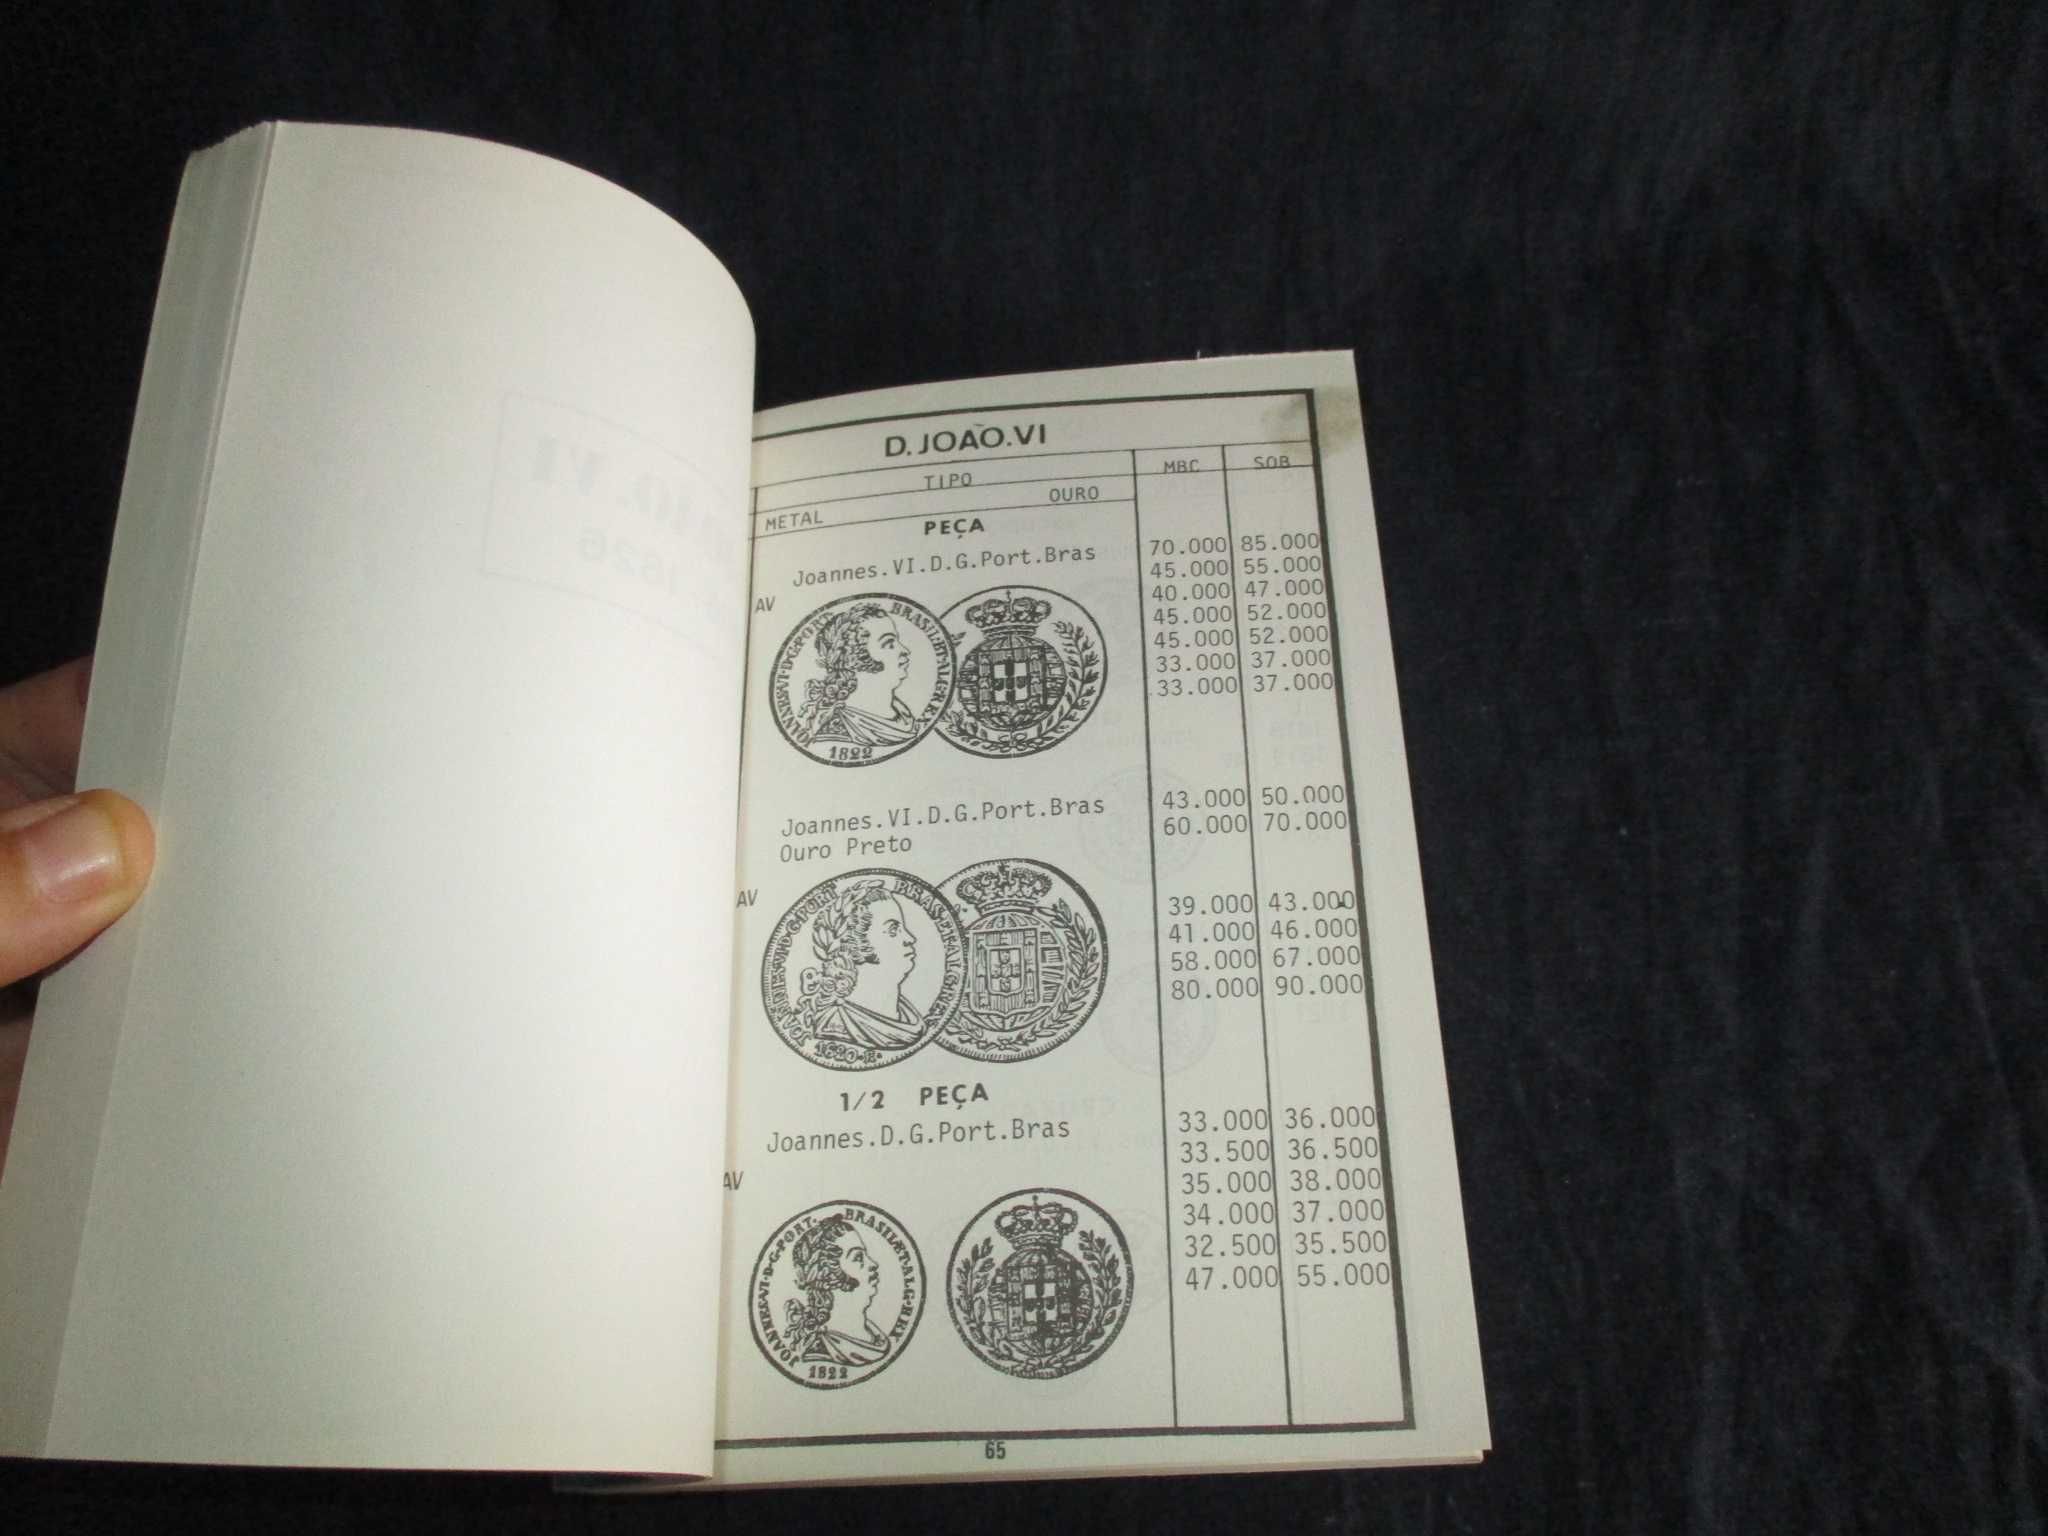 D. JOÃO. VI
TIPO MBC SOB
METAL OURO
PEÇA
Joannes.VI.D.G.Port.Bras
70.000 85.000
45.000 55.000
40.000 47.000
45.000 52.000
45.000 52.000
33.000 37.000
33.000 37.000
AV
1822
Joannes.VI.D.G.Port.Bras
Ouro Preto
43.000 50.000
60.000 70.000
AV
39.000 43.000
41.000 46.000
58.000 67.000
80.000 90.000
1820.R.
1/2 PEÇA
Joannes.D.G.Port.Bras
33.000 36.000
33.500 36.500
35.000 38.000
34.000 37.000
32.500 35.500
47.000 55.000
AV
1822
65